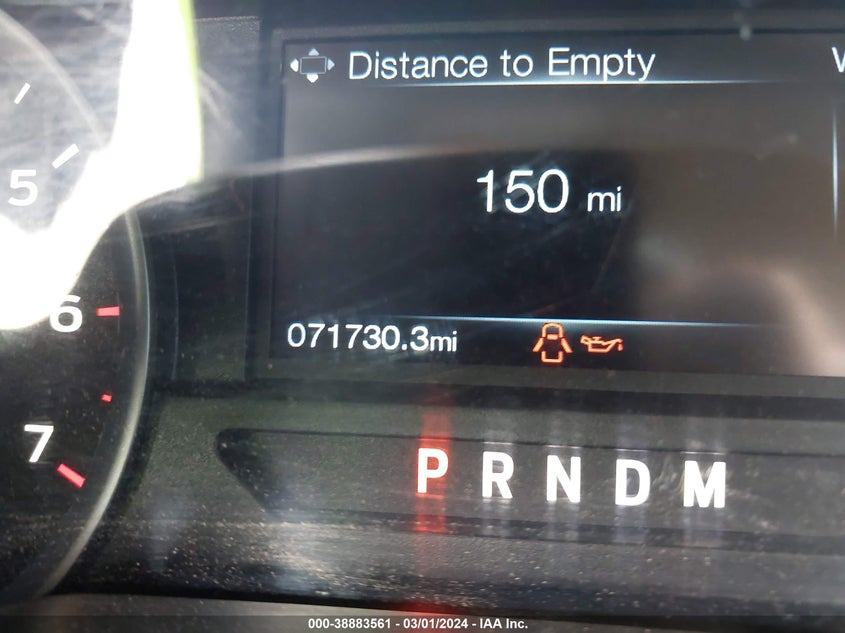 Distance to Empty
5
150 mi
6
071730.3mi
7
P R N D M
000-38883561 - 03/01/2024 - IAA Inc.